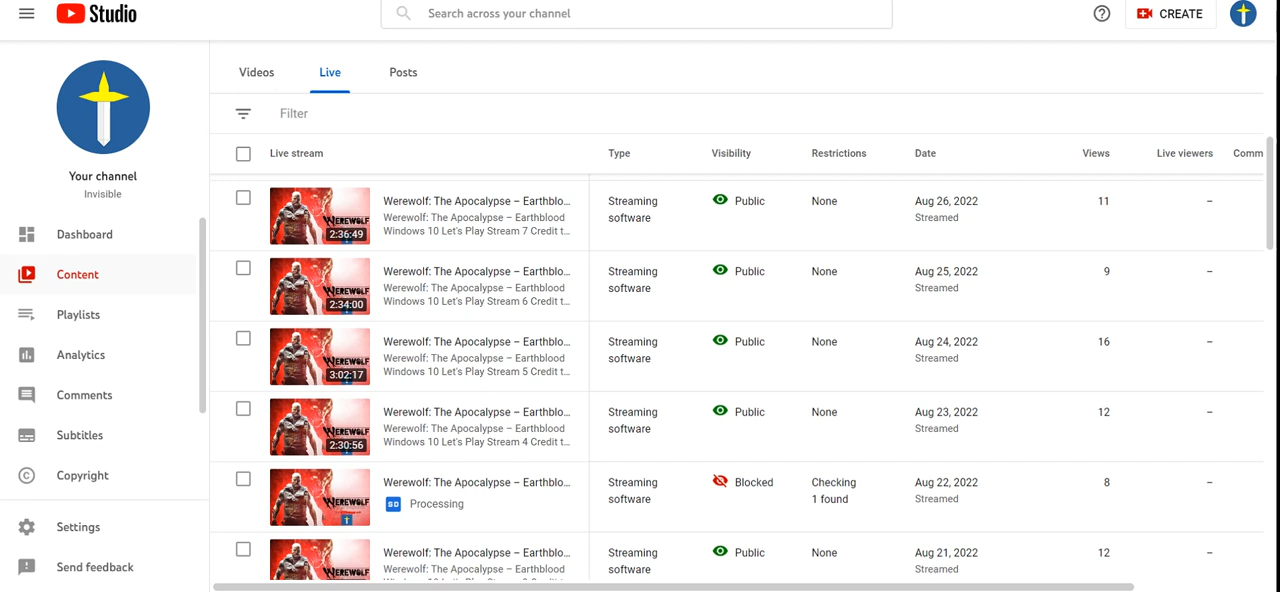 Studio
Search across your channel
CREATE
Your channel
Invisible
Dashboard
Content
Playlists
Analytics
Comments
Subtitles
Copyright
Settings
Send feedback
Videos
Live
Posts
Filter
Live stream
Type
Visibility
Restrictions
Date
Views
Live viewers
Comm
WEREWOLF
2:36:49
Werewolf: The Apocalypse – Earthblo...
Werewolf: The Apocalypse – Earthblood
Windows 10 Let's Play Stream 7 Credit t...
Streaming
software
Public
None
Aug 26, 2022
Streamed
11
–
WEREWOLF
2:34:00
Werewolf: The Apocalypse – Earthblo...
Werewolf: The Apocalypse – Earthblood
Windows 10 Let's Play Stream 6 Credit t...
Streaming
software
Public
None
Aug 25, 2022
Streamed
9
–
WEREWOLF
3:02:17
Werewolf: The Apocalypse – Earthblo...
Werewolf: The Apocalypse – Earthblood
Windows 10 Let's Play Stream 5 Credit t...
Streaming
software
Public
None
Aug 24, 2022
Streamed
16
–
WEREWOLF
2:30:56
Werewolf: The Apocalypse – Earthblo...
Werewolf: The Apocalypse – Earthblood
Windows 10 Let's Play Stream 4 Credit t...
Streaming
software
Public
None
Aug 23, 2022
Streamed
12
–
WEREWOLF
Werewolf: The Apocalypse – Earthblo...
SD
Processing
Streaming
software
Blocked
Checking
1 found
Aug 22, 2022
Streamed
8
–
WEREWOLF
Werewolf: The Apocalypse – Earthblo...
Werewolf: The Apocalypse – Earthblood
Streaming
software
Public
None
Aug 21, 2022
Streamed
12
–